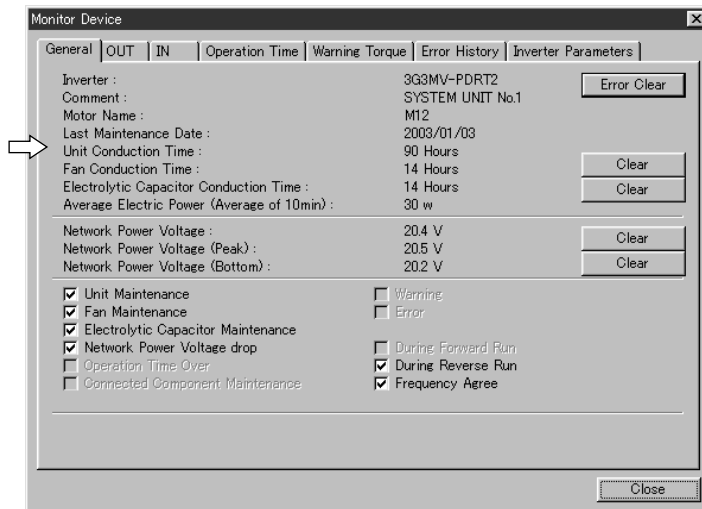 Monitor Device
General OUT IN Operation Time Warning Torque Error History Inverter Parameters
Inverter : 3G3MV-PDRT2 Error Clear
Comment : SYSTEM UNIT No.1
Motor Name : M12
Last Maintenance Date : 2003/01/03
Unit Conduction Time : 90 Hours
Fan Conduction Time : 14 Hours Clear
Electrolytic Capacitor Conduction Time : 14 Hours Clear
Average Electric Power (Average of 10min) : 30 w
Network Power Voltage : 20.4 V Clear
Network Power Voltage (Peak) : 20.5 V
Network Power Voltage (Bottom) : 20.2 V Clear
Unit Maintenance Warning
Fan Maintenance Error
Electrolytic Capacitor Maintenance
Network Power Voltage drop During Forward Run
Operation Time Over During Reverse Run
Connected Component Maintenance Frequency Agree
Close